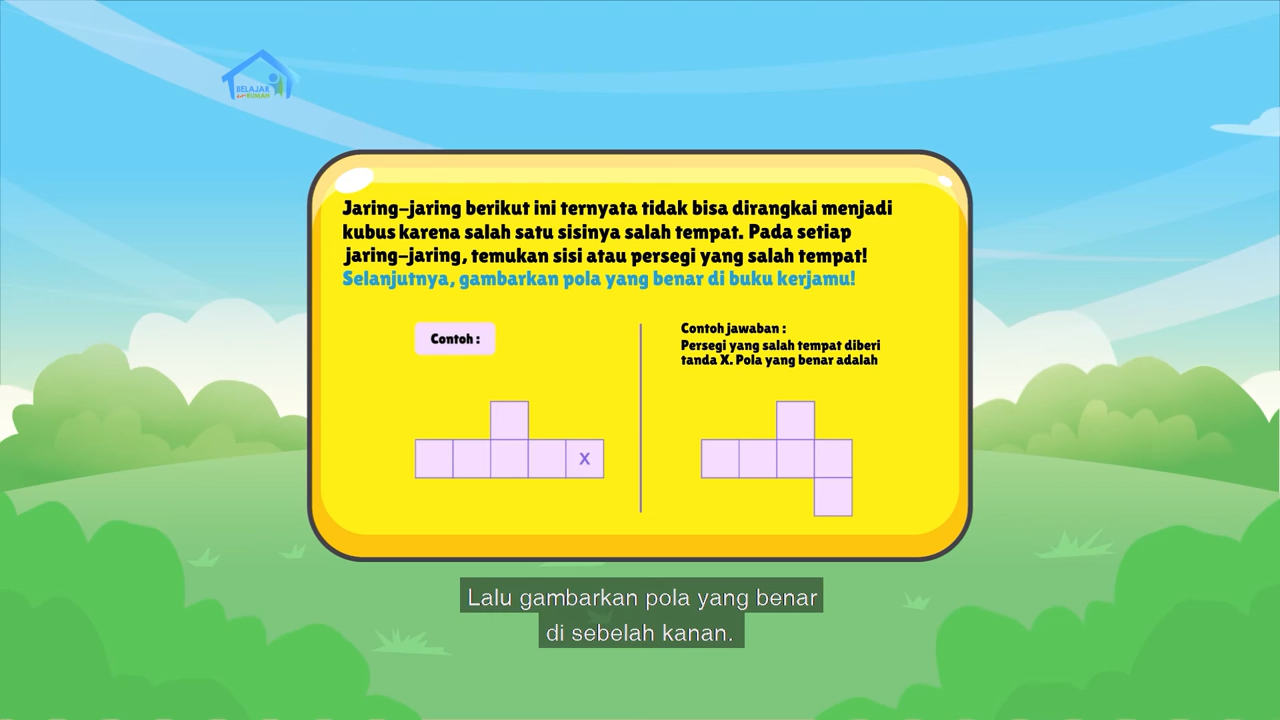 BELAJAR
dari RUMAH
Jaring-jaring berikut ini ternyata tidak bisa dirangkai menjadi
kubus karena salah satu sisinya salah tempat. Pada setiap
jaring-jaring, temukan sisi atau persegi yang salah tempat!
Selanjutnya, gambarkan pola yang benar di buku kerjamu!
Contoh :
X
Contoh jawaban :
Persegi yang salah tempat diberi
tanda X. Pola yang benar adalah
Lalu gambarkan pola yang benar
di sebelah kanan.